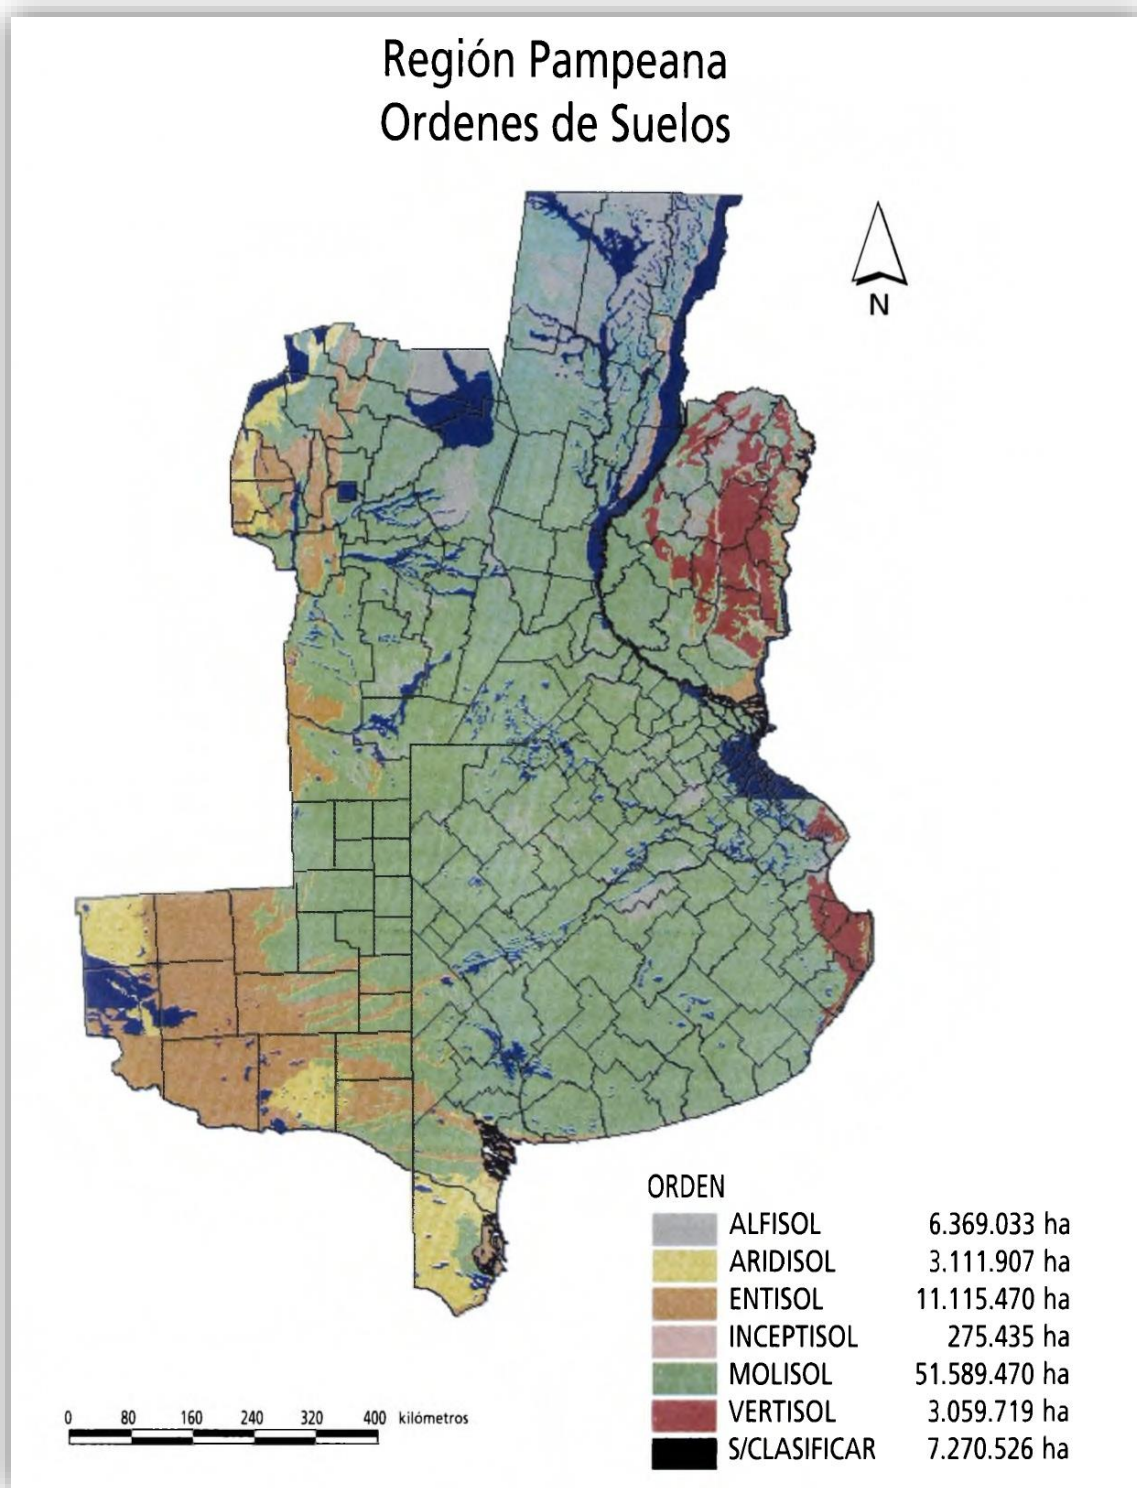 Región Pampeana
Ordenes de Suelos
N
ORDEN
ALFISOL 6.369.033 ha
ARIDISOL 3.111.907 ha
ENTISOL 11.115.470 ha
INCEPTISOL 275.435 ha
MOLISOL 51.589.470 ha
VERTISOL 3.059.719 ha
S/CLASIFICAR 7.270.526 ha
0 80 160 240 320 400 kilómetros